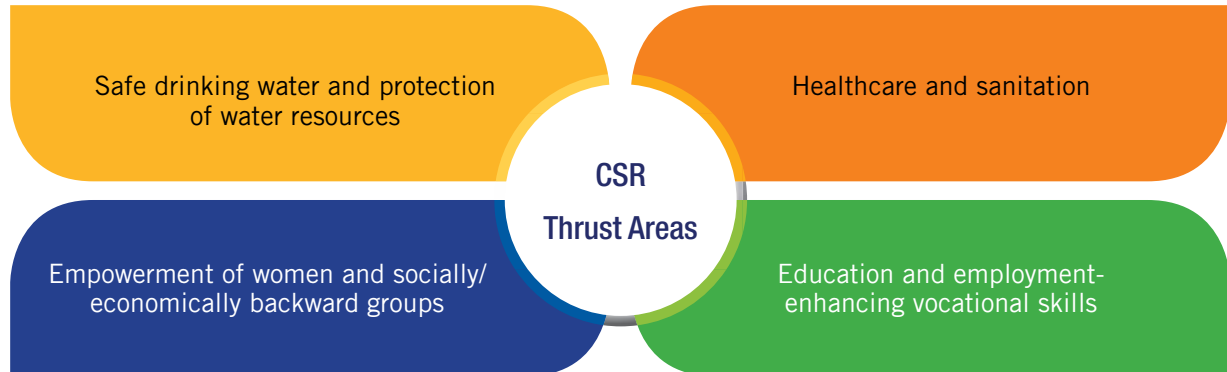 Safe drinking water and protection
of water resources
Healthcare and sanitation
CSR
Thrust Areas
Empowerment of women and socially/
economically backward groups
Education and employment-
enhancing vocational skills